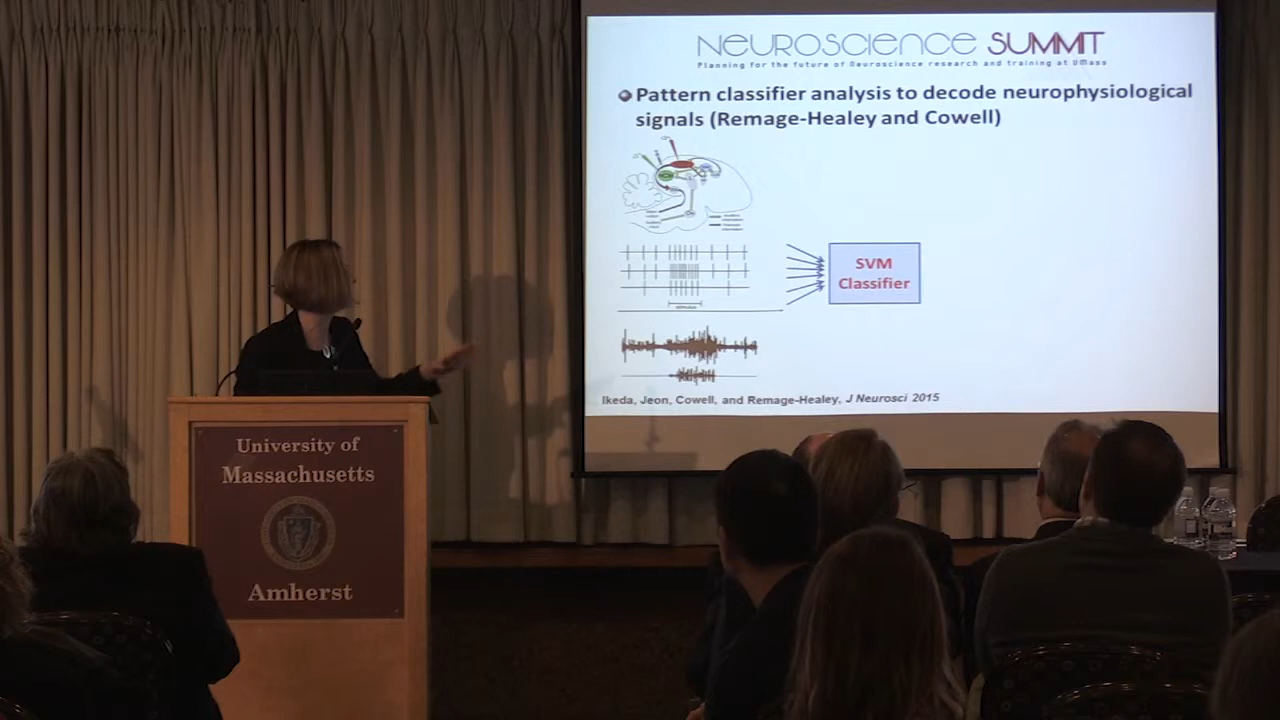 NEUROSCIENCE SUMMIT
Planning for the future of Neuroscience research and training at UMass
Pattern classifier analysis to decode neurophysiological
signals (Remage-Healey and Cowell)
SVM
Classifier
Ikeda, Jeon, Cowell, and Remage-Healey, J Neurosci 2015
University of
Massachusetts
Amherst